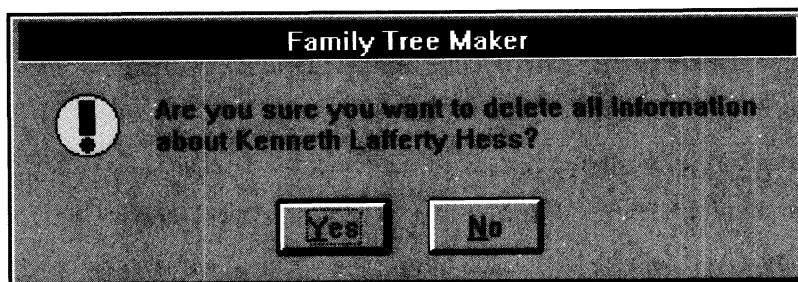 Family Tree Maker
Are you sure you want to delete all information
about Kenneth Lafferty Hess?
Yes
No